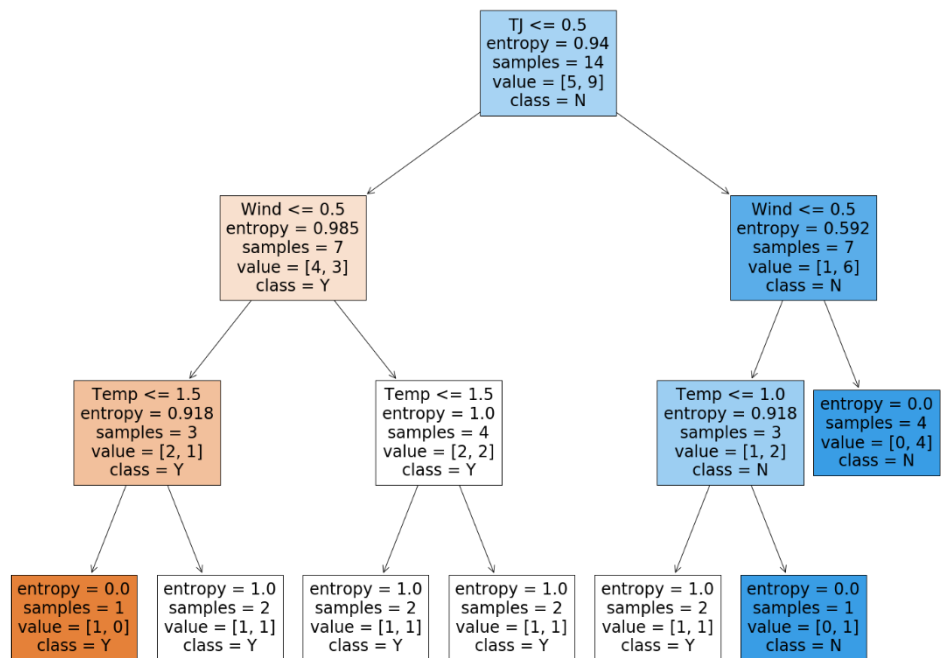 TJ <= 0.5
entropy = 0.94
samples = 14
value = [5, 9]
class = N
Wind <= 0.5
entropy = 0.985
samples = 7
value = [4, 3]
class = Y
Wind <= 0.5
entropy = 0.592
samples = 7
value = [1, 6]
class = N
Temp <= 1.5
entropy = 0.918
samples = 3
value = [2, 1]
class = Y
Temp <= 1.5
entropy = 1.0
samples = 4
value = [2, 2]
class = Y
Temp <= 1.0
entropy = 0.918
samples = 3
value = [1, 2]
class = N
entropy = 0.0
samples = 4
value = [0, 4]
class = N
entropy = 0.0
samples = 1
value = [1, 0]
class = Y
entropy = 1.0
samples = 2
value = [1, 1]
class = Y
entropy = 1.0
samples = 2
value = [1, 1]
class = Y
entropy = 1.0
samples = 2
value = [1, 1]
class = Y
entropy = 1.0
samples = 2
value = [1, 1]
class = Y
entropy = 0.0
samples = 1
value = [0, 1]
class = N